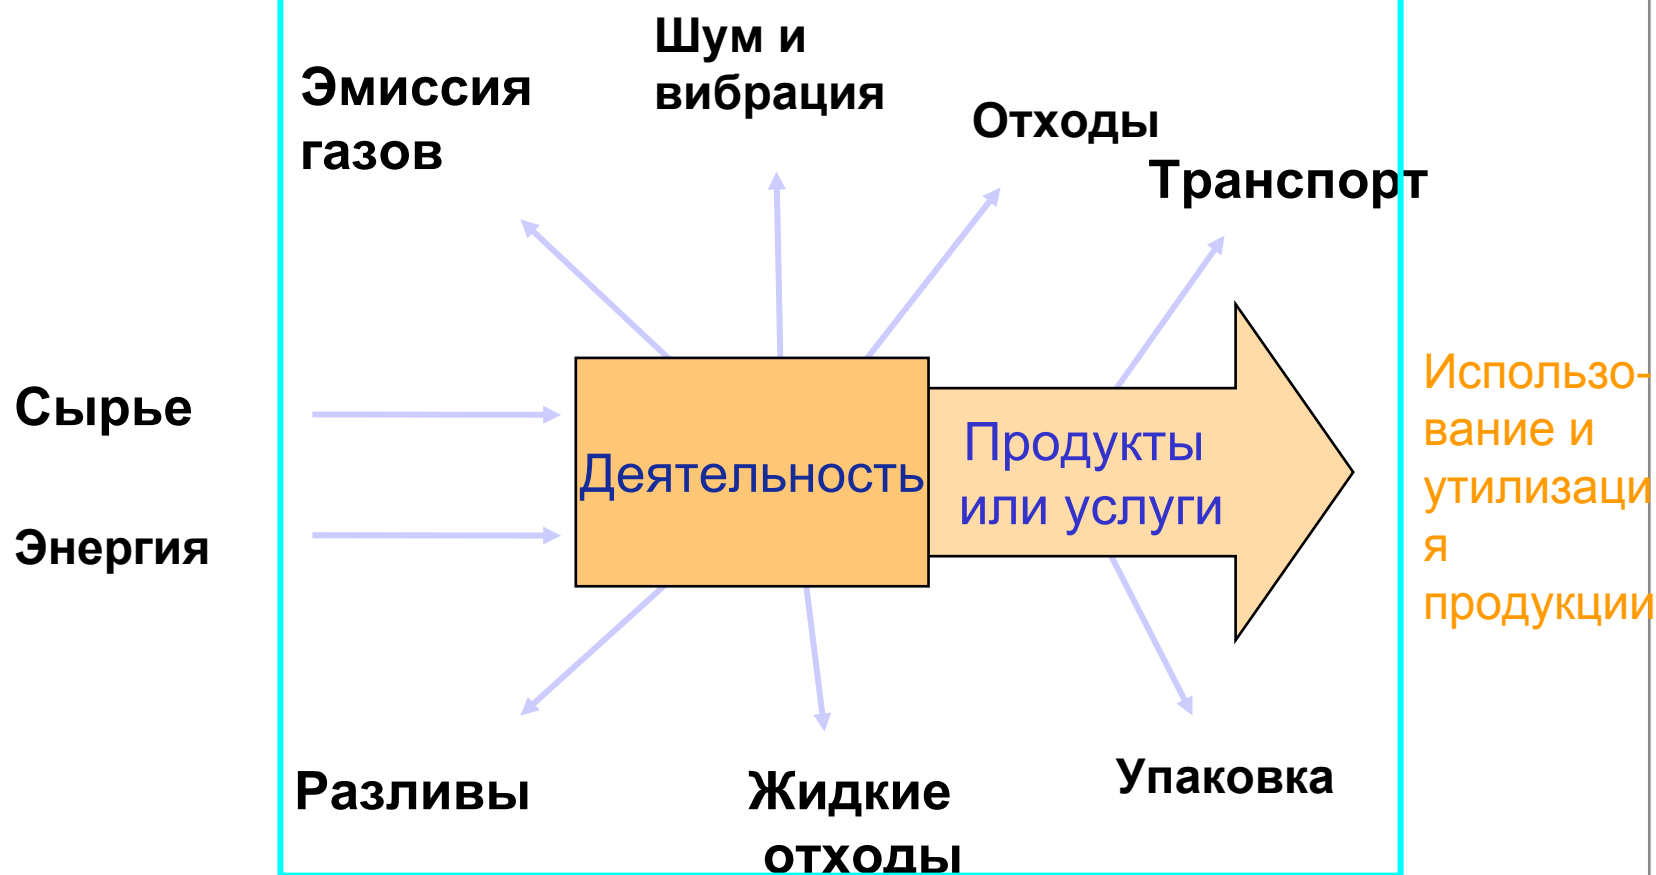 Шум и
вибрация
Эмиссия
газов
Отходы
Транспорт
Сырье
Энергия
Деятельность
Продукты
или услуги
Использо-
вание и
утилизаци
я
продукции
Разливы
Жидкие
отходы
Упаковка